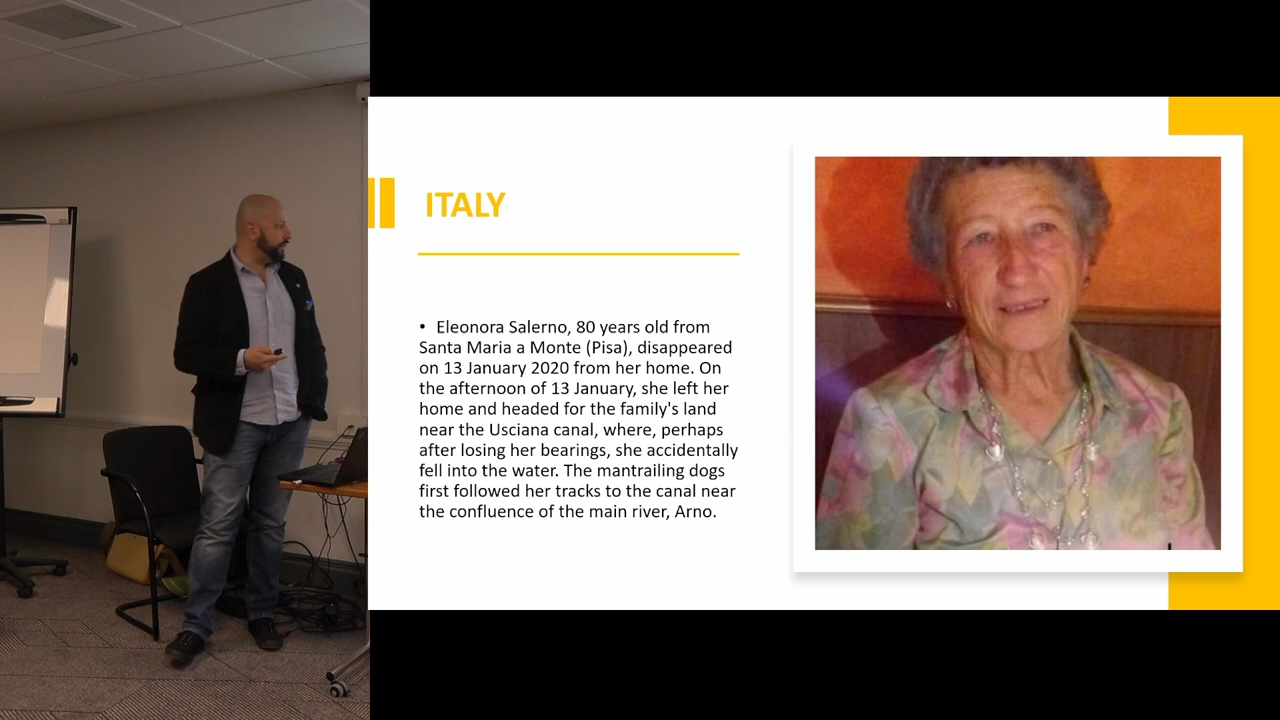 ITALY
• Eleonora Salerno, 80 years old from
Santa Maria a Monte (Pisa), disappeared
on 13 January 2020 from her home. On
the afternoon of 13 January, she left her
home and headed for the family's land
near the Usciana canal, where, perhaps
after losing her bearings, she accidentally
fell into the water. The mantrailing dogs
first followed her tracks to the canal near
the confluence of the main river, Arno.